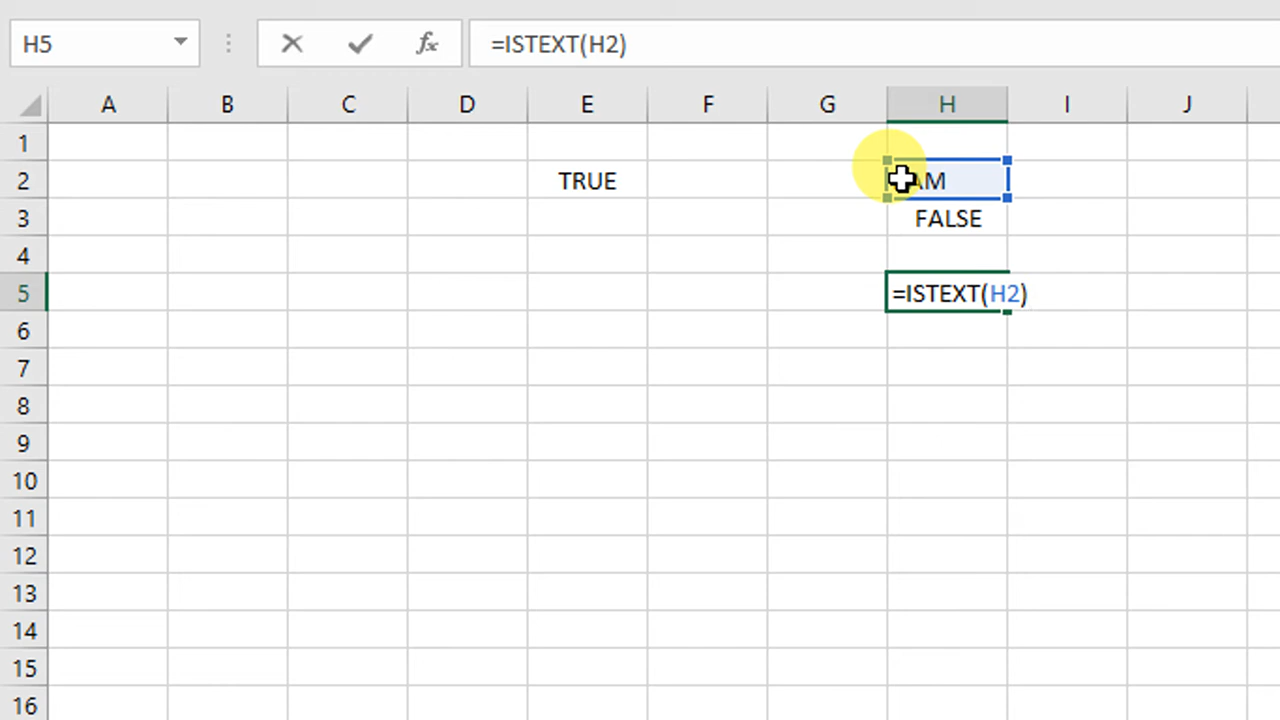 H5 fx =ISTEXT(H2)
A B C D E F G H I J
1
2 TRUE
3 FALSE
4
5 =ISTEXT(H2)
6
7
8
9
10
11
12
13
14
15
16